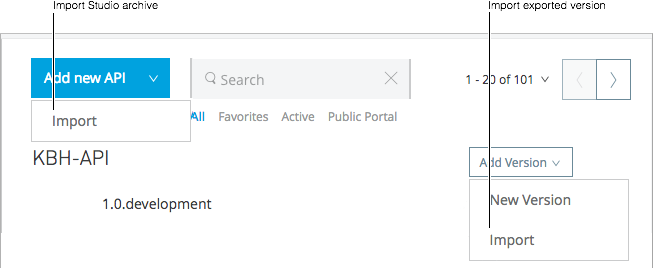 Import Studio archive
Import exported version
Add new API
Search
1 - 20 of 101
Import
All Favorites Active Public Portal
KBH-API
Add Version
1.0.development
New Version
Import